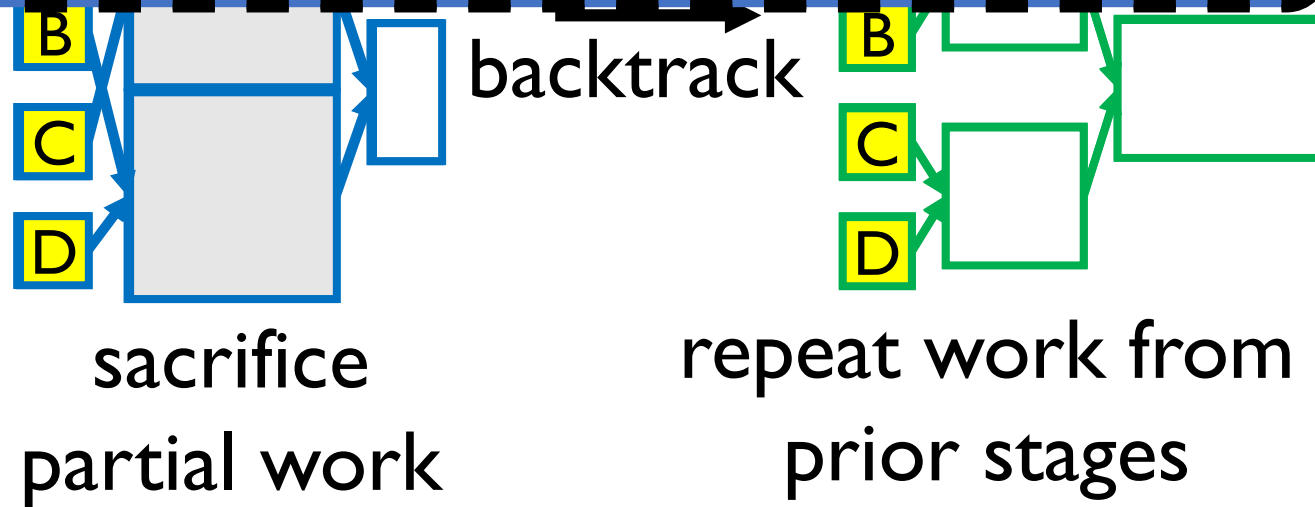 B
backtrack
B
C
C
D
D
sacrifice
partial work
repeat work from
prior stages